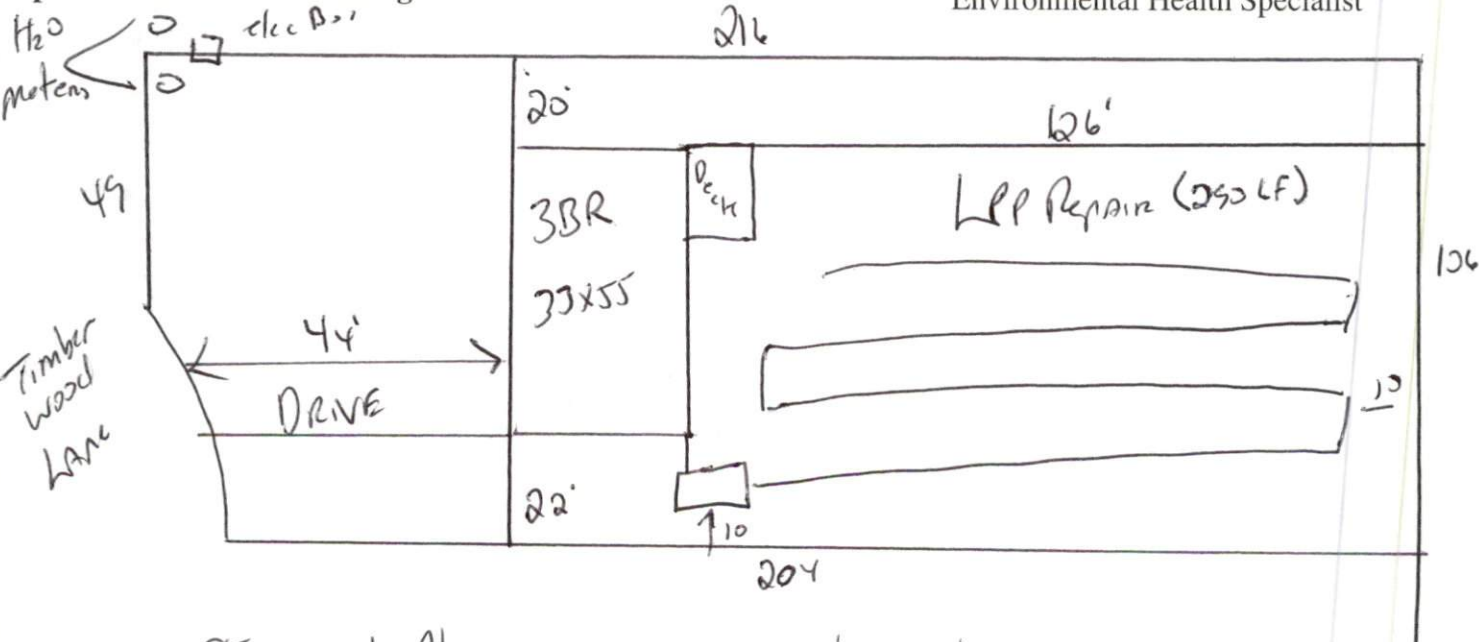 Environmental Health Specialist
H2O
meters
elec Box
216
20'
126'
Deck
LPP Repair (250 LF)
49
3BR
33x55
106
44'
Timber
wood
Lane
DRIVE
10
22'
10
204